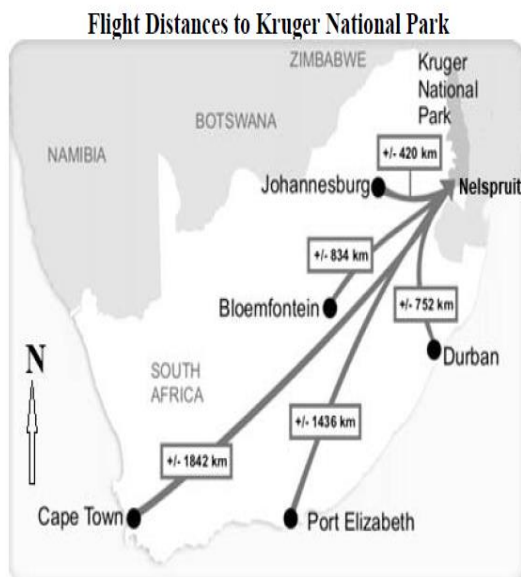 Flight Distances to Kruger National Park
ZIMBABWE
Kruger
National
Park
BOTSWANA
NAMIBIA
+/- 420 km
Johannesburg
Nelspruit
+/- 834 km
Bloemfontein
+/- 752 km
Durban
N
SOUTH
AFRICA
+/- 1436 km
+/- 1842 km
Cape Town
Port Elizabeth